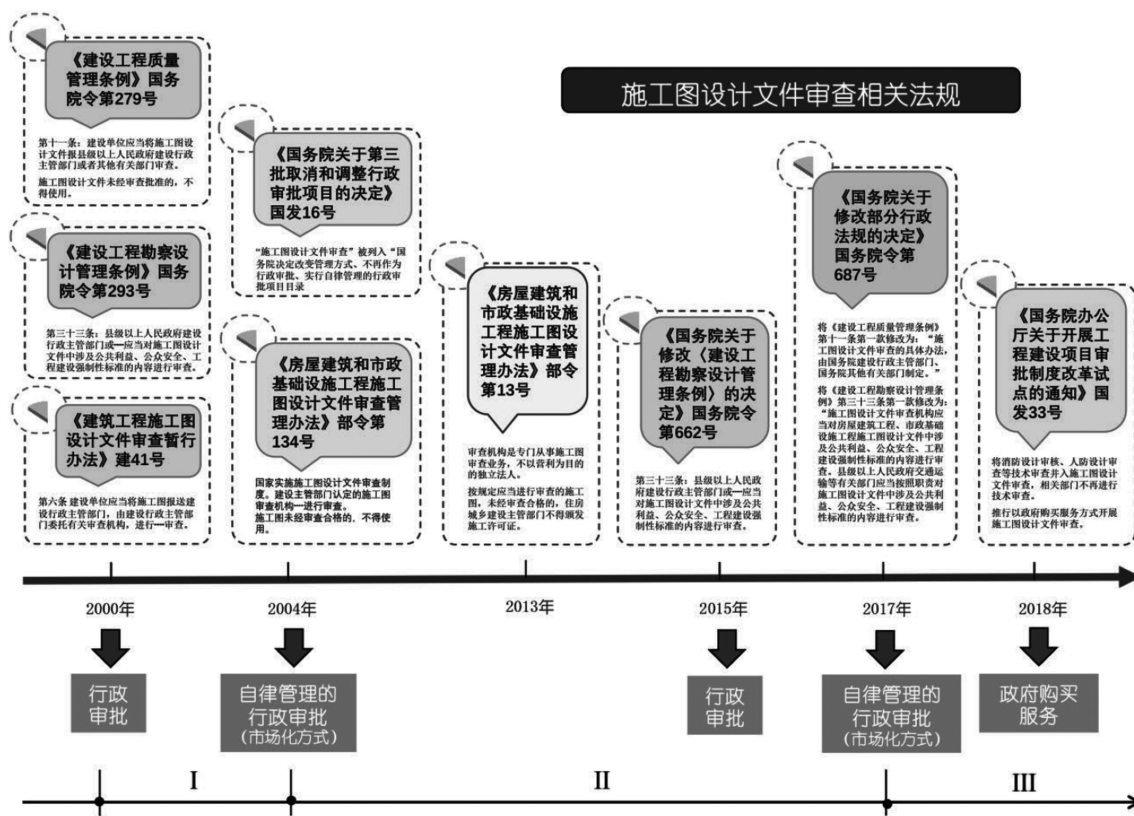 施工图设计文件审查相关法规
《建设工程质量
管理条例》国务
院令第279号
第十一条：建设单位应当将施工图设
计文件报县级以上人民政府建设行政
主管部门或者其他有关部门审查。
施工图设计文件未经审查批准的，不
得使用。
《建设工程勘察设
计管理条例》国务
院令第293号
第三十三条：县级以上人民政府建设
行政主管部门或…应当对施工图设计
文件中涉及公共利益、公众安全、工
程建设强制性标准的内容进行审查。
《建筑工程施工图
设计文件审查暂行
办法》建41号
第六条 建设单位应当将施工图报送建
设行政主管部门，由建设行政主管部
门委托有关审查机构，进行…审查。
《国务院关于第三
批取消和调整行政
审批项目的决定》
国发16号
“施工图设计文件审查”被列入“国
务院决定改变管理方式、不再作为
行政审批、实行自律管理的行政审
批项目目录
《房屋建筑和市政
基础设施工程施工
图设计文件审查管
理办法》部令第
134号
国家实施施工图设计文件审查制
度。建设主管部门认定的施工图
审查机构…进行审查。
施工图未经审查合格的，不得使
用。
《房屋建筑和
市政基础设施
工程施工图设
计文件审查管
理办法》部令
第13号
审查机构是专门从事施工图
审查业务，不以营利为目的
的独立法人。
按规定应当进行审查的施工
图，未经审查合格的，住房
城乡建设主管部门不得颁发
施工许可证。
《国务院关于
修改〈建设工
程勘察设计管
理条例〉的决
定》国务院令
第662号
第三十三条：县级以上人民政
府建设行政主管部门或…应当
对施工图设计文件中涉及公共利
益、公众安全、工程建设强
制性标准的内容进行审查。
《国务院关于
修改部分行政
法规的决定》
国务院令第
687号
将《建设工程质量管理条例》
第十一条第一款修改为：“施
工图设计文件审查的具体办法，
由国务院建设行政主管部门、
国务院其他有关部门制定。”
将《建设工程勘察设计管理条
例》第三十三条第一款修改为：
“施工图设计文件审查机构应
当对房屋建筑工程、市政基础
设施工程施工图设计文件中涉
及公共利益、公众安全、工程
建设强制性标准的内容进行审
查。县级以上人民政府交通运
输等有关部门应当按照职责对
施工图设计文件中涉及公共利
益、公众安全、工程建设强制
性标准的内容进行审查。
《国务院办公
厅关于开展工
程建设项目审
批制度改革试
点的通知》国
发33号
将消防设计审核、人防设计审
查等技术审查并入施工图设计
文件审查，相关部门不再进行
技术审查。
推行以政府购买服务方式开展
施工图设计文件审查。
2000年
2004年
2013年
2015年
2017年
2018年
行政
审批
自律管理的
行政审批
（市场化方式）
行政
审批
自律管理的
行政审批
（市场化方式）
政府购买
服务
I
II
III